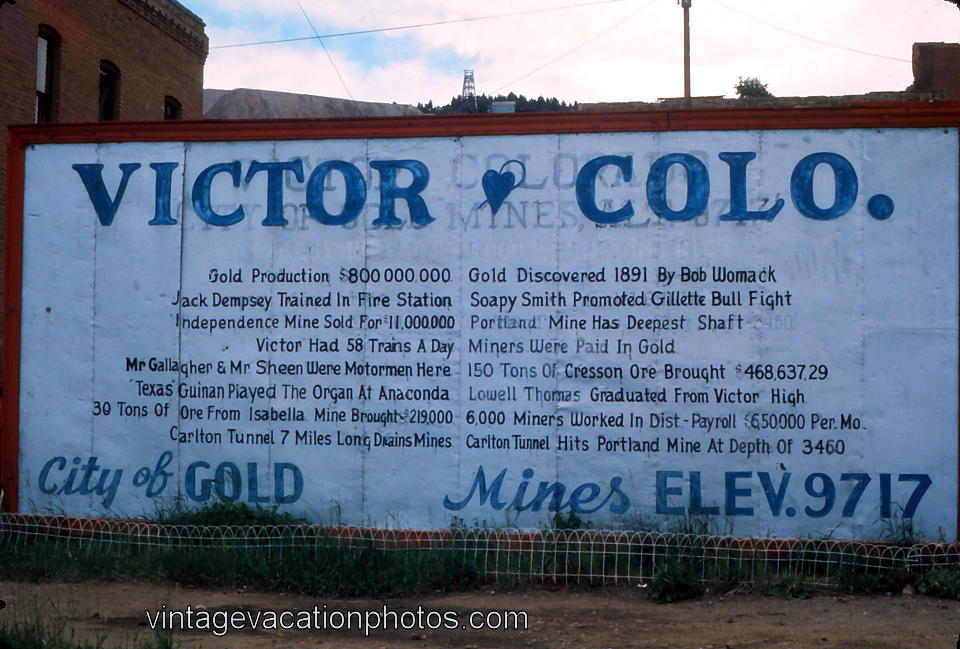 VICTOR COLO.
Gold Production $800 000,000. Gold Discovered 1891 By Bob Womack
Jack Dempsey Trained In Fire Station Soapy Smith Promoted Gillette Bull Fight
Independence Mine Sold For $11,000,000 Portland Mine Has Deepest Shaft 3460
Victor Had 58 Trains A Day Miners Were Paid In Gold
Mr Gallagher & Mr Sheen Were Motormen Here 150 Tons Of Cresson Ore Brought $468,637,29
"Texas" Guinan Played The Organ At Anaconda Lowell Thomas Graduated From Victor High
30 Tons Of Ore From Isabella Mine Brought $219,000 6,000 Miners Worked In Dist - Payroll $650000 Per. Mo.
Carlton Tunnel 7 Miles Long Drains Mines Carlton Tunnel Hits Portland Mine At Depth Of 3460
City of GOLD Mines ELEV. 9717
vintagevacationphotos.com